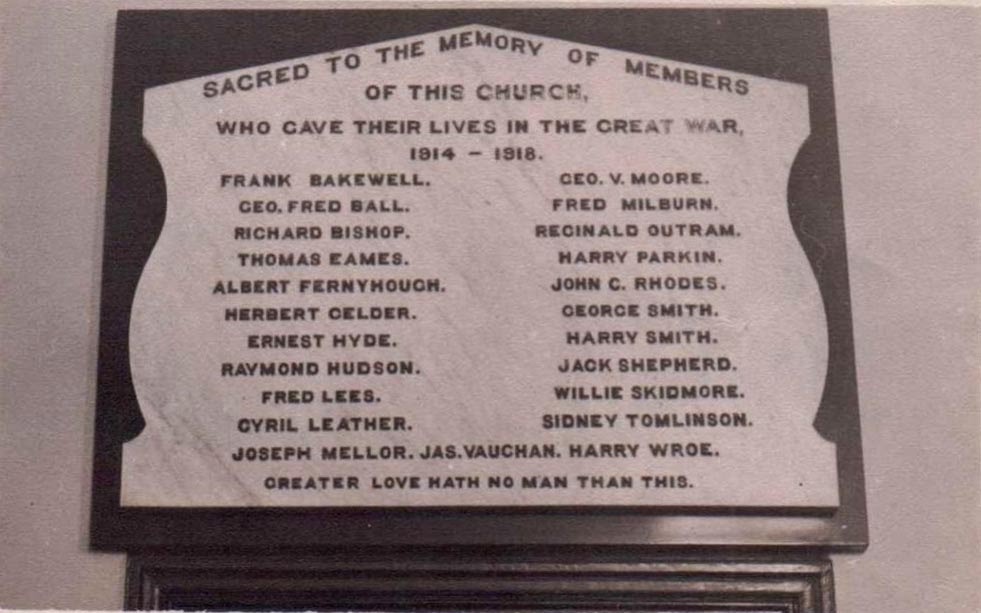 SACRED TO THE MEMORY OF MEMBERS
OF THIS CHURCH,
WHO GAVE THEIR LIVES IN THE GREAT WAR,
1914 – 1918.
FRANK BAKEWELL. GEO. V. MOORE.
GEO. FRED BALL. FRED MILBURN.
RICHARD BISHOP. REGINALD OUTRAM.
THOMAS EAMES. HARRY PARKIN.
ALBERT FERNYHOUGH. JOHN C. RHODES.
HERBERT GELDER. GEORGE SMITH.
ERNEST HYDE. HARRY SMITH.
RAYMOND HUDSON. JACK SHEPHERD.
FRED LEES. WILLIE SKIDMORE.
CYRIL LEATHER. SIDNEY TOMLINSON.
JOSEPH MELLOR. JAS. VAUGHAN. HARRY WROE.
GREATER LOVE HATH NO MAN THAN THIS.